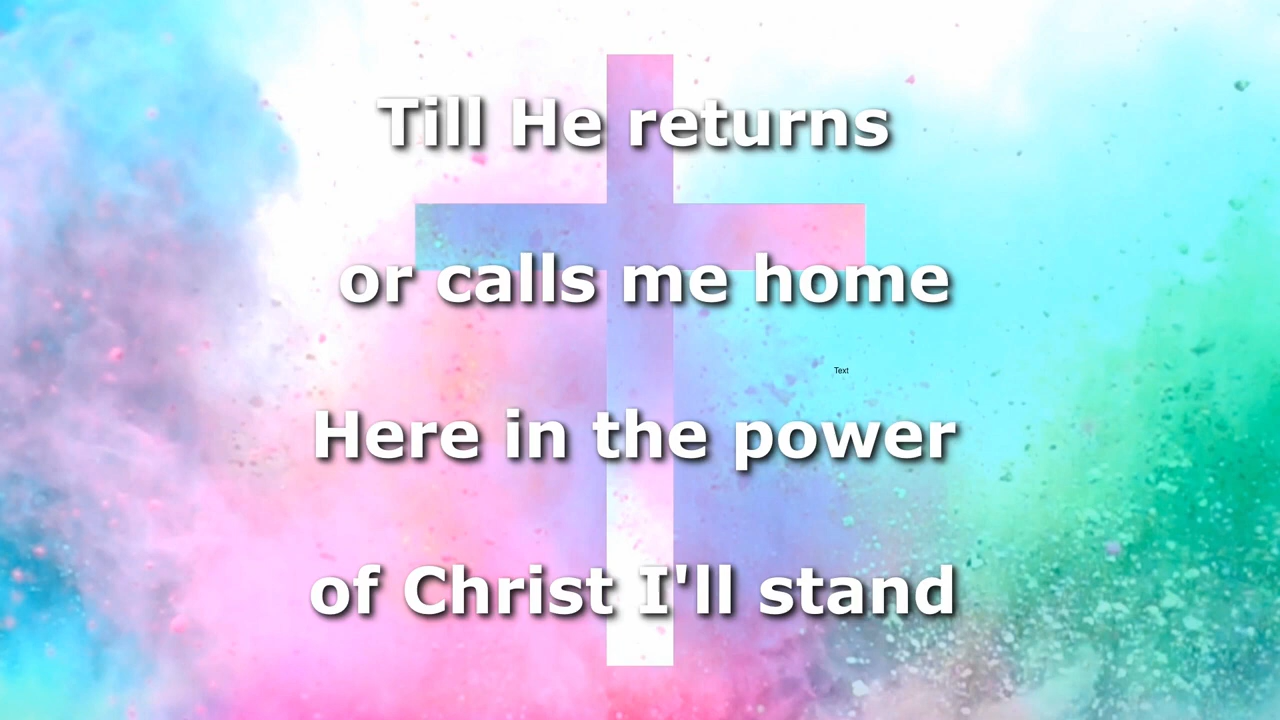 Till He returns
or calls me home
Text
Here in the power
of Christ I'll stand